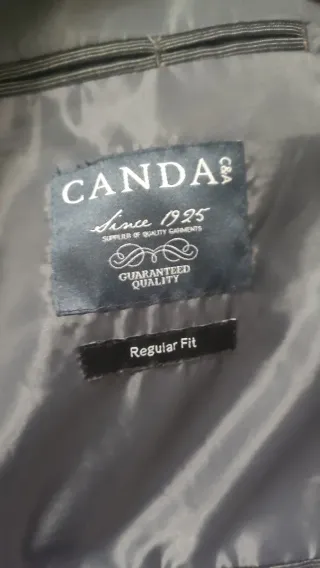 CANDA C&A
Since 1925
SUPPLIER OF QUALITY GARMENTS
GUARANTEED
QUALITY
Regular Fit